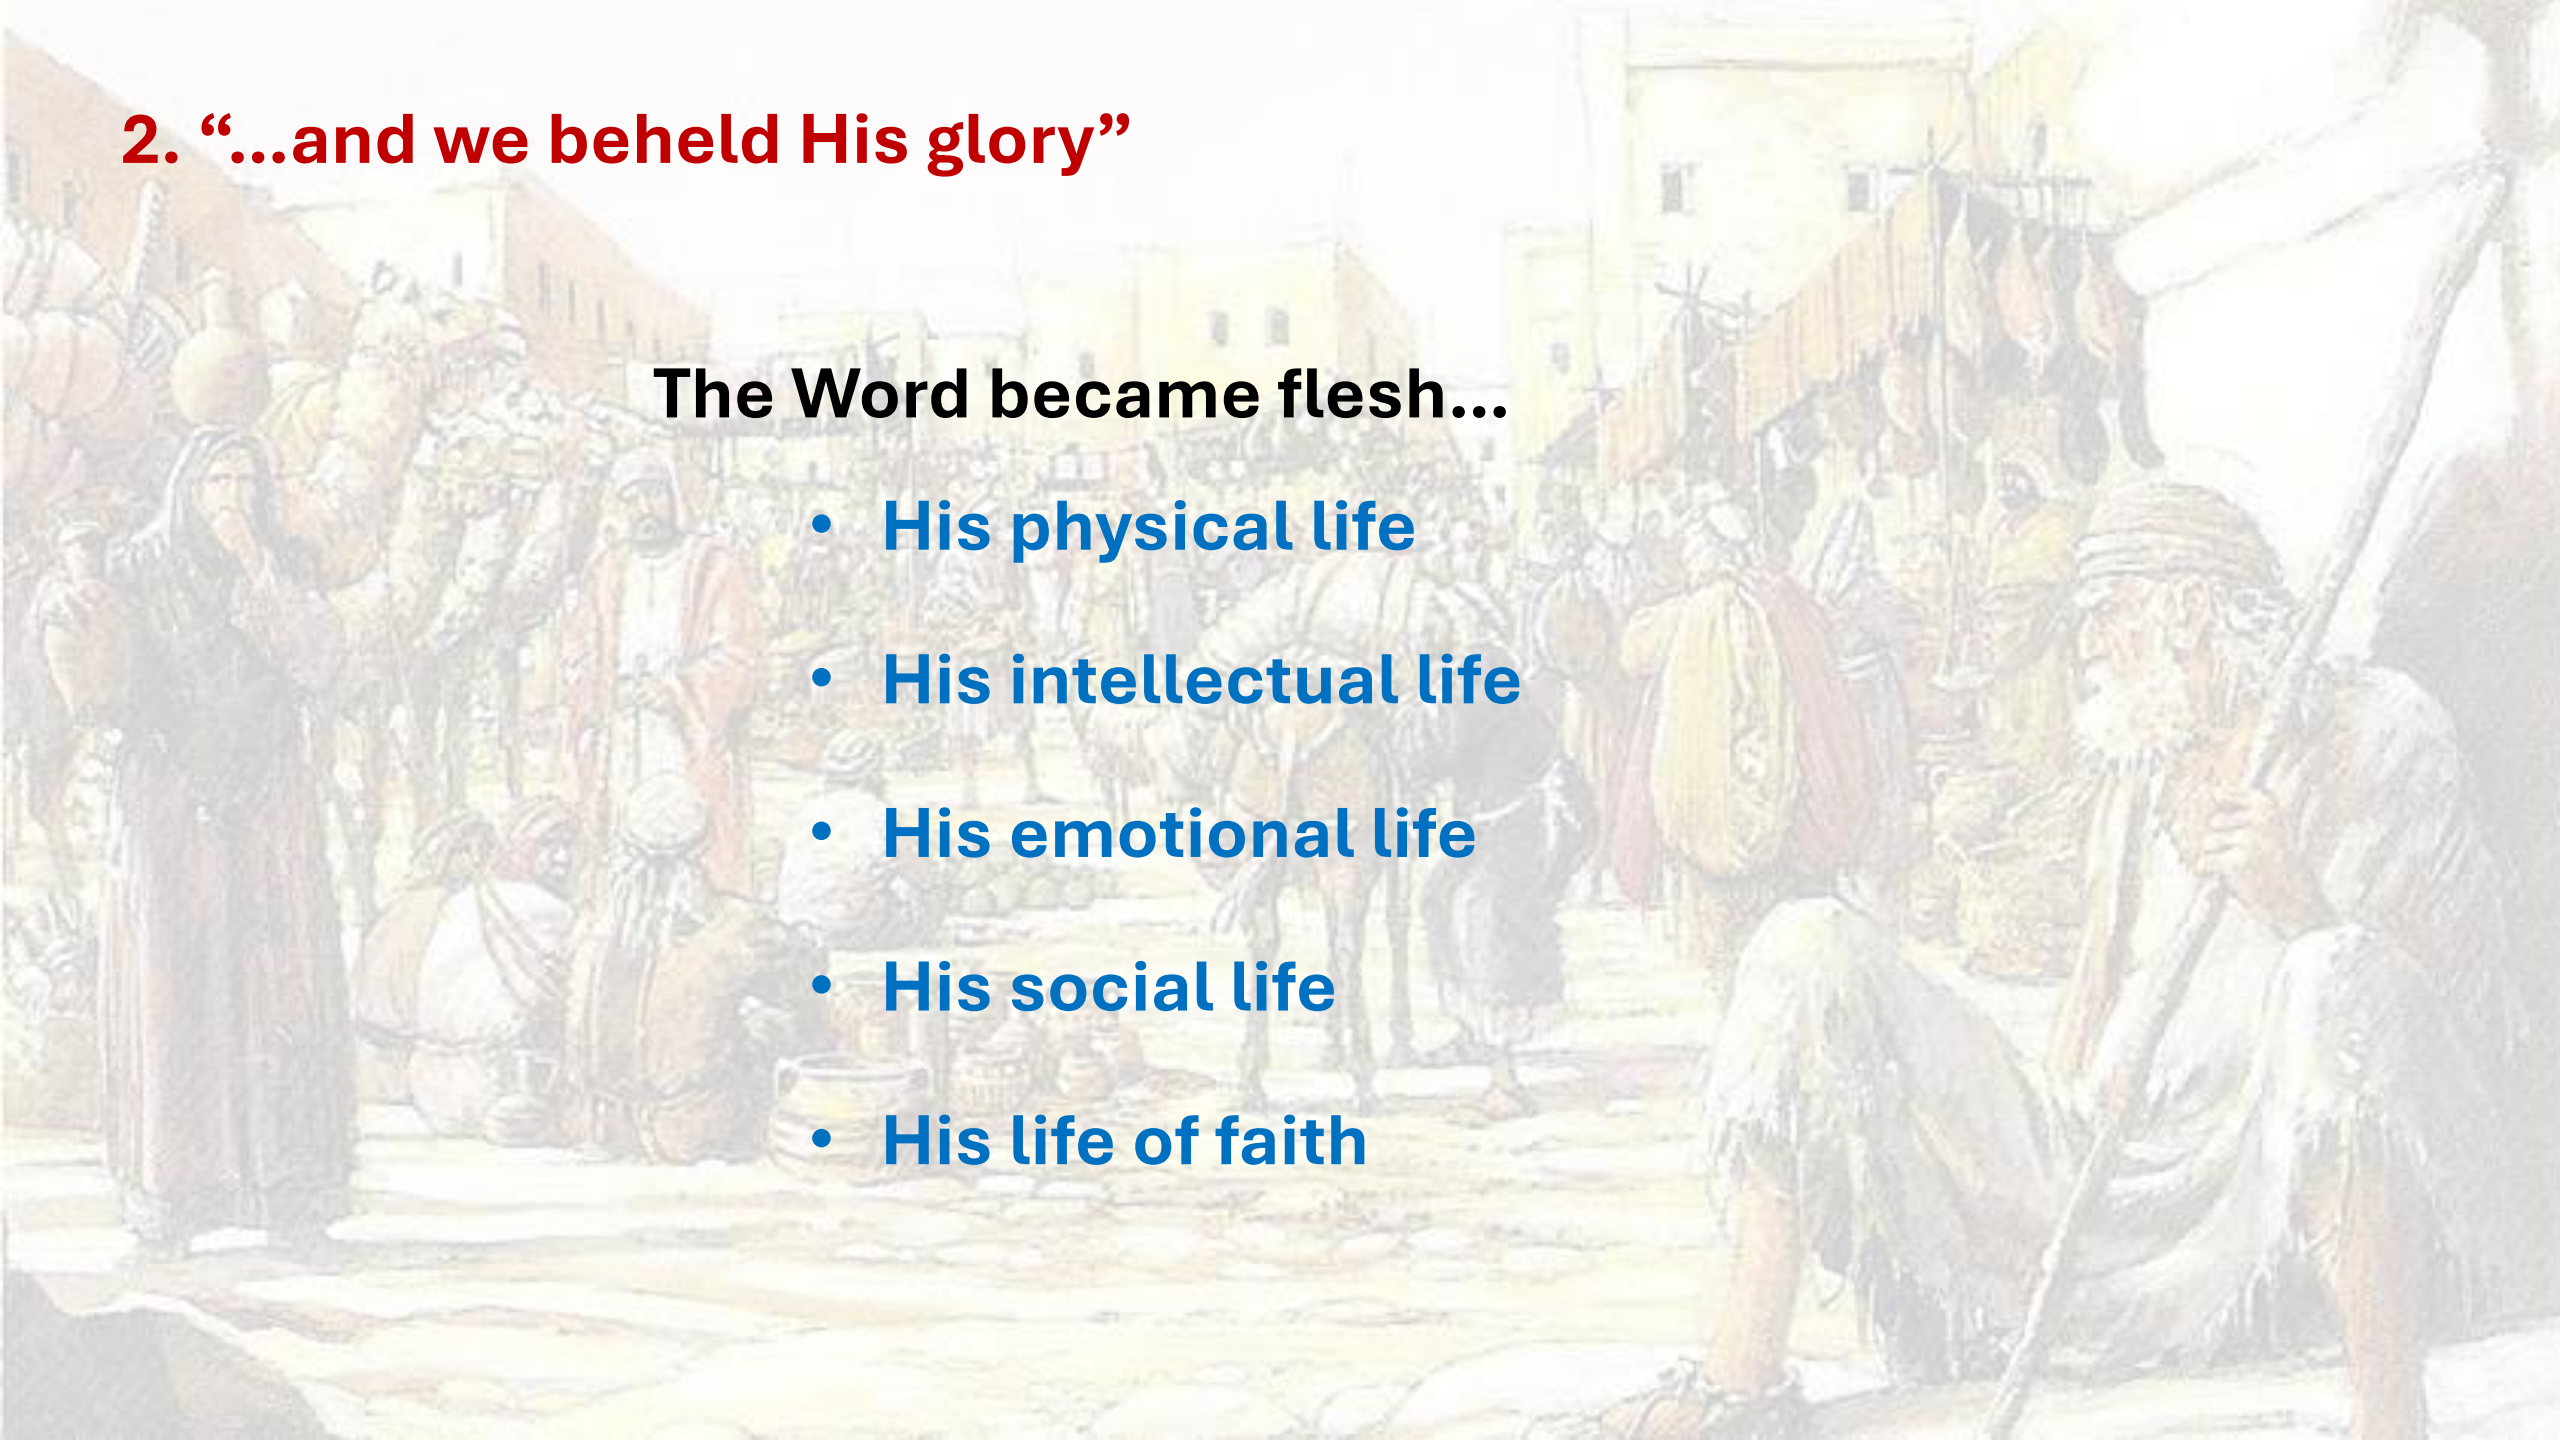 2. “…and we beheld His glory”
The Word became flesh…
• His physical life
• His intellectual life
• His emotional life
• His social life
• His life of faith